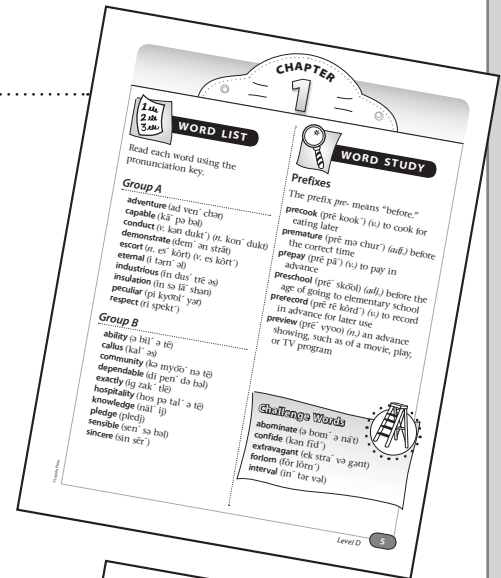 CHAPTER
1
WORD LIST
Read each word using the
pronunciation key.
Group A
adventure (ad ven´ chər)
capable (kā´ pə bəl)
conduct (v. kən dukt´) (n. kon´ dukt)
demonstrate (dem´ ən strāt)
escort (n. es´ kôrt) (v. es kôrt´)
eternal (i tərn´ əl)
industrious (in dus´ trē əs)
insulation (in sə lā´ shən)
peculiar (pi kyo͞ol´ yər)
respect (ri spekt´)
Group B
ability (ə bil´ ə tē)
callus (kal´ əs)
community (kə myo͞o´ nə tē)
dependable (di pen´ də bəl)
exactly (ig zak´ tlē)
hospitality (hos pə tal´ ə tē)
knowledge (näl´ ij)
pledge (pledj)
sensible (sen´ sə bəl)
sincere (sin sēr´)
WORD STUDY
Prefixes
The prefix pre- means "before."
precook (prē kook´) (v.) to cook for
eating later
premature (prē mə chur´) (adj.) before
the correct time
prepay (prē pā´) (v.) to pay in
advance
preschool (prē´ sko͞ol) (adj.) before the
age of going to elementary school
prerecord (prē rē kôrd´) (v.) to record
in advance for later use
preview (prē´ vyoo) (n.) an advance
showing, such as of a movie, play,
or TV program
Challenge Words
abominate (ə bom´ ə nāt)
confide (kən fīd´)
extravagant (ek stra´ və gənt)
forlorn (fôr lôrn´)
interval (in´ tər vəl)
Level D 5